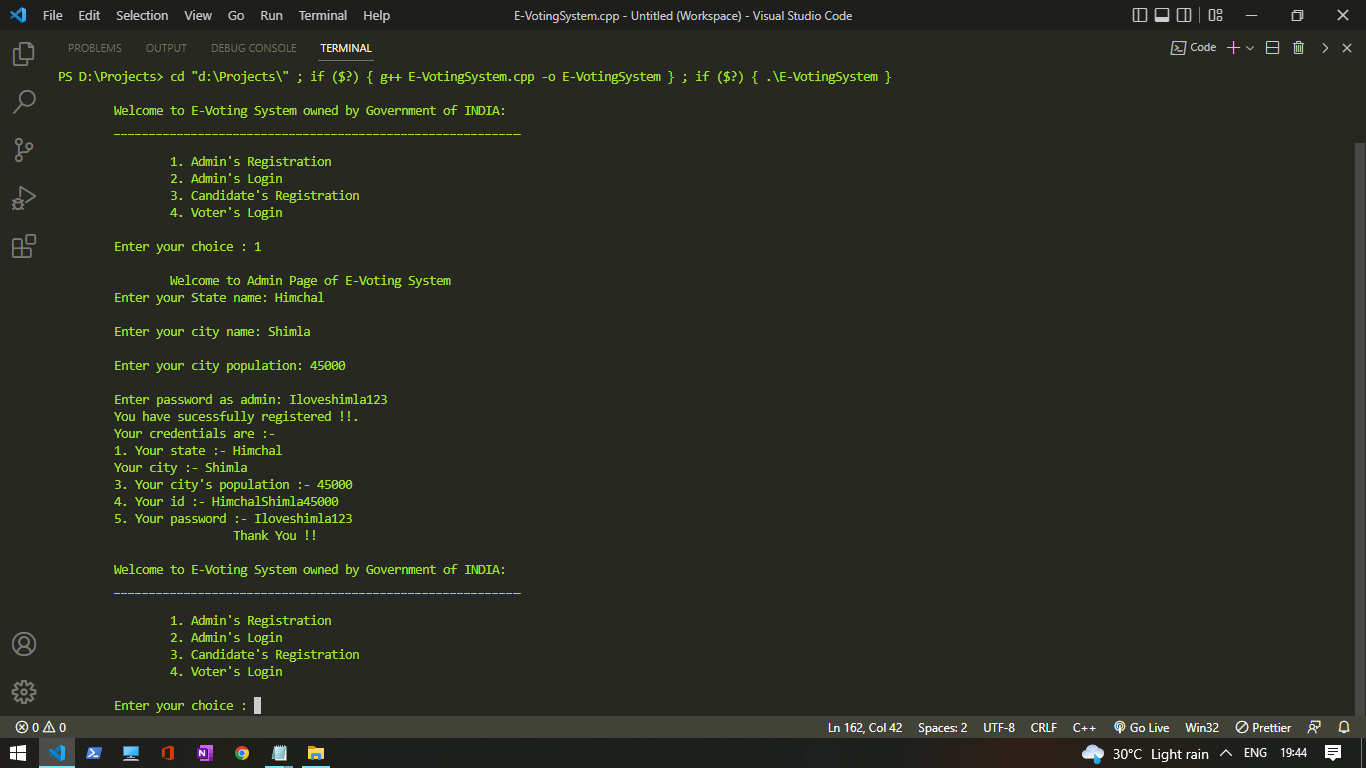 File Edit Selection View Go Run Terminal Help E-VotingSystem.cpp - Untitled (Workspace) - Visual Studio Code
PROBLEMS OUTPUT DEBUG CONSOLE TERMINAL Code
PS D:\Projects> cd "d:\Projects\" ; if ($?) { g++ E-VotingSystem.cpp -o E-VotingSystem } ; if ($?) { .\E-VotingSystem }
Welcome to E-Voting System owned by Government of INDIA:
__________________________________________________________
1. Admin's Registration
2. Admin's Login
3. Candidate's Registration
4. Voter's Login
Enter your choice : 1
Welcome to Admin Page of E-Voting System
Enter your State name: Himchal
Enter your city name: Shimla
Enter your city population: 45000
Enter password as admin: Iloveshimla123
You have sucessfully registered !!.
Your credentials are :-
1. Your state :- Himchal
Your city :- Shimla
3. Your city's population :- 45000
4. Your id :- HimchalShimla45000
5. Your password :- Iloveshimla123
Thank You !!
Welcome to E-Voting System owned by Government of INDIA:
__________________________________________________________
1. Admin's Registration
2. Admin's Login
3. Candidate's Registration
4. Voter's Login
Enter your choice :
0 0 Ln 162, Col 42 Spaces: 2 UTF-8 CRLF C++ Go Live Win32 Prettier
30°C Light rain ENG 19:44